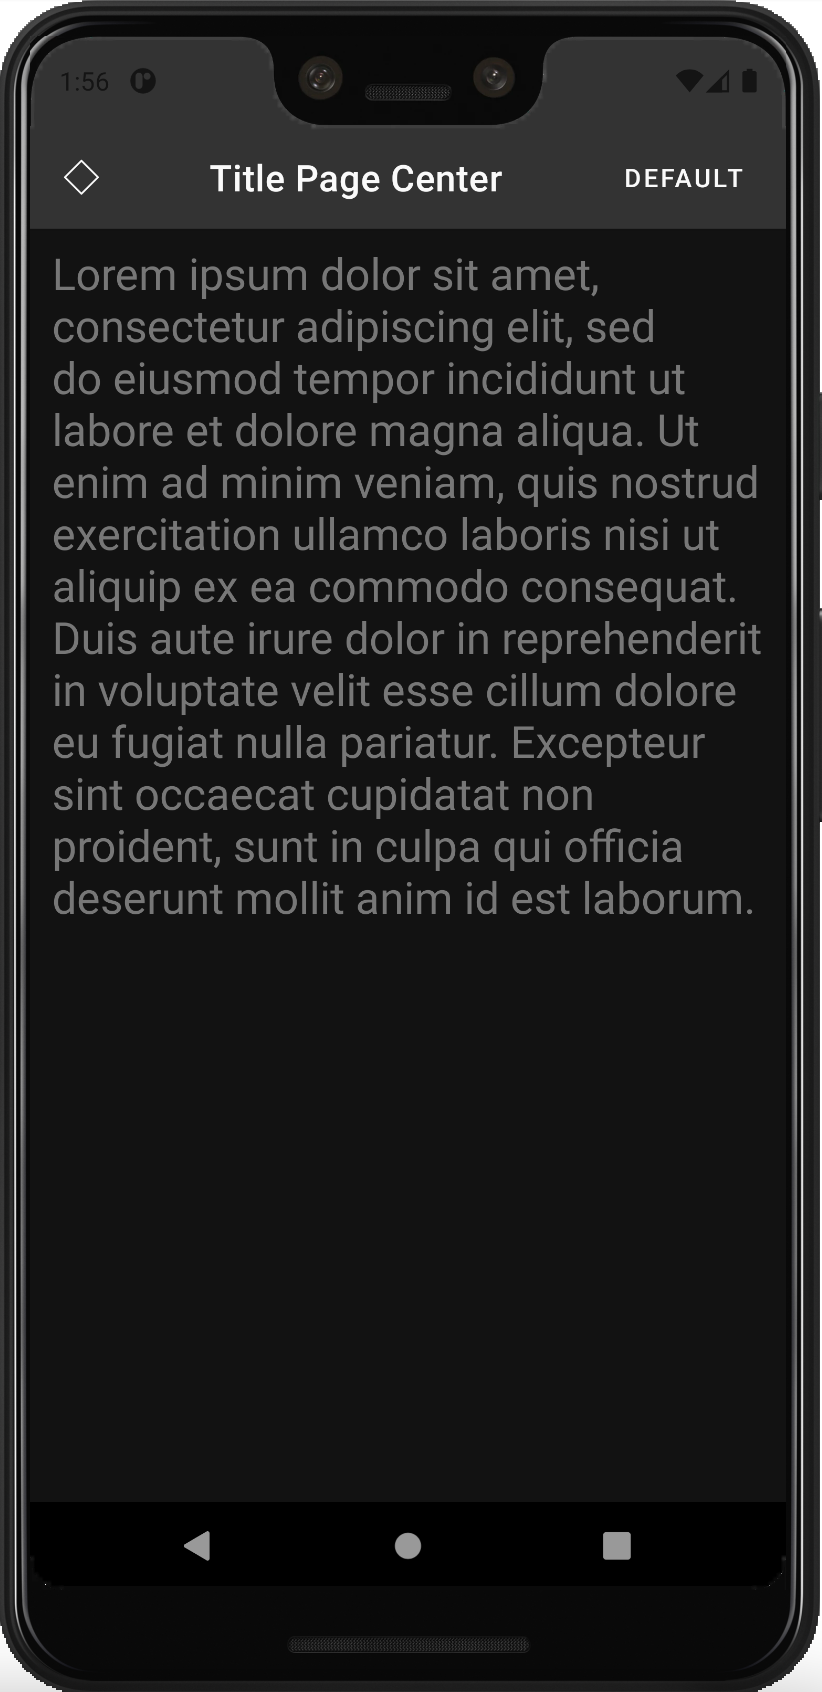 1:56
Title Page Center
DEFAULT
Lorem ipsum dolor sit amet,
consectetur adipiscing elit, sed
do eiusmod tempor incididunt ut
labore et dolore magna aliqua. Ut
enim ad minim veniam, quis nostrud
exercitation ullamco laboris nisi ut
aliquip ex ea commodo consequat.
Duis aute irure dolor in reprehenderit
in voluptate velit esse cillum dolore
eu fugiat nulla pariatur. Excepteur
sint occaecat cupidatat non
proident, sunt in culpa qui officia
deserunt mollit anim id est laborum.